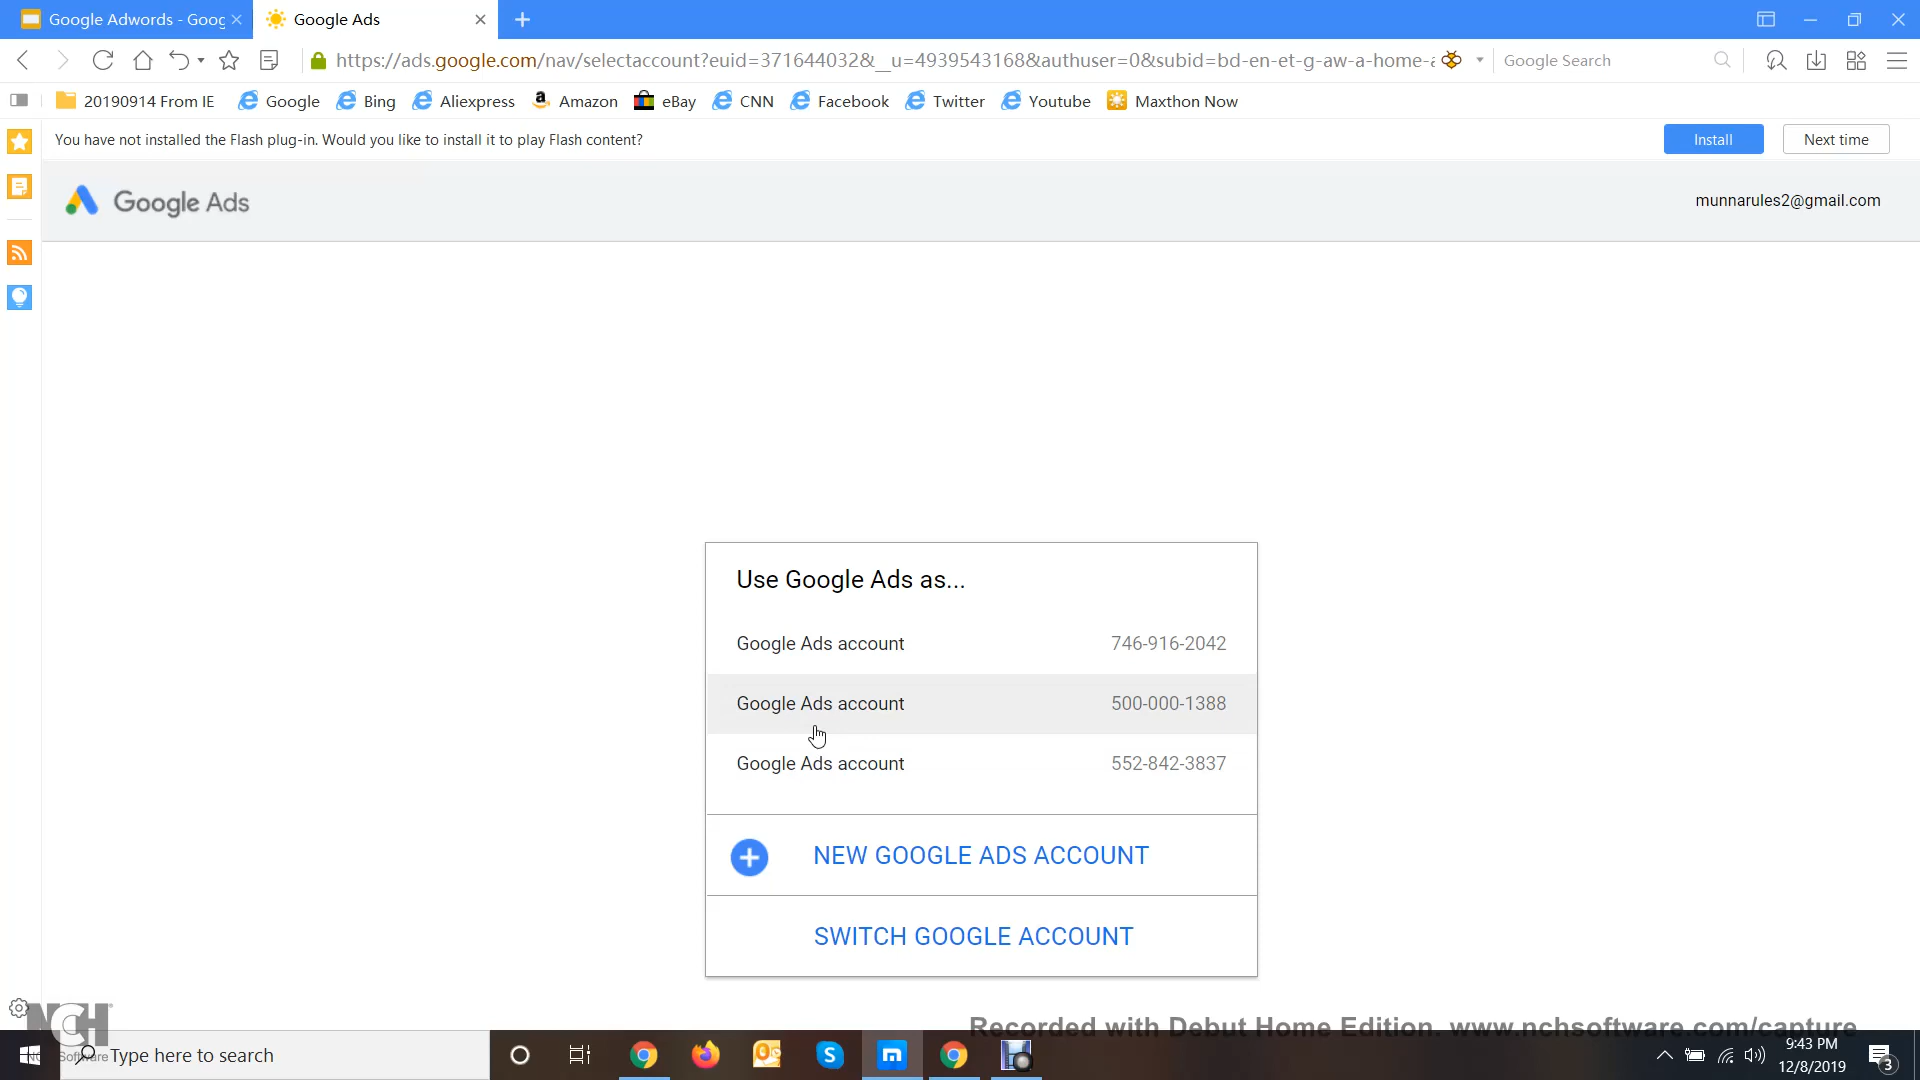 Google Adwords - Goog
Google Ads
https://ads.google.com/nav/selectaccount?euid=371644032&__u=4939543168&authuser=0&subid=bd-en-et-g-aw-a-home-a
Google Search
20190914 From IE
Google
Bing
Aliexpress
Amazon
eBay
CNN
Facebook
Twitter
Youtube
Maxthon Now
You have not installed the Flash plug-in. Would you like to install it to play Flash content?
Install
Next time
Google Ads
munnarules2@gmail.com
Use Google Ads as...
Google Ads account 746-916-2042
Google Ads account 500-000-1388
Google Ads account 552-842-3837
NEW GOOGLE ADS ACCOUNT
SWITCH GOOGLE ACCOUNT
NCH
Software
Recorded with Debut Home Edition. www.nchsoftware.com/capture
Type here to search
9:43 PM
12/8/2019
3